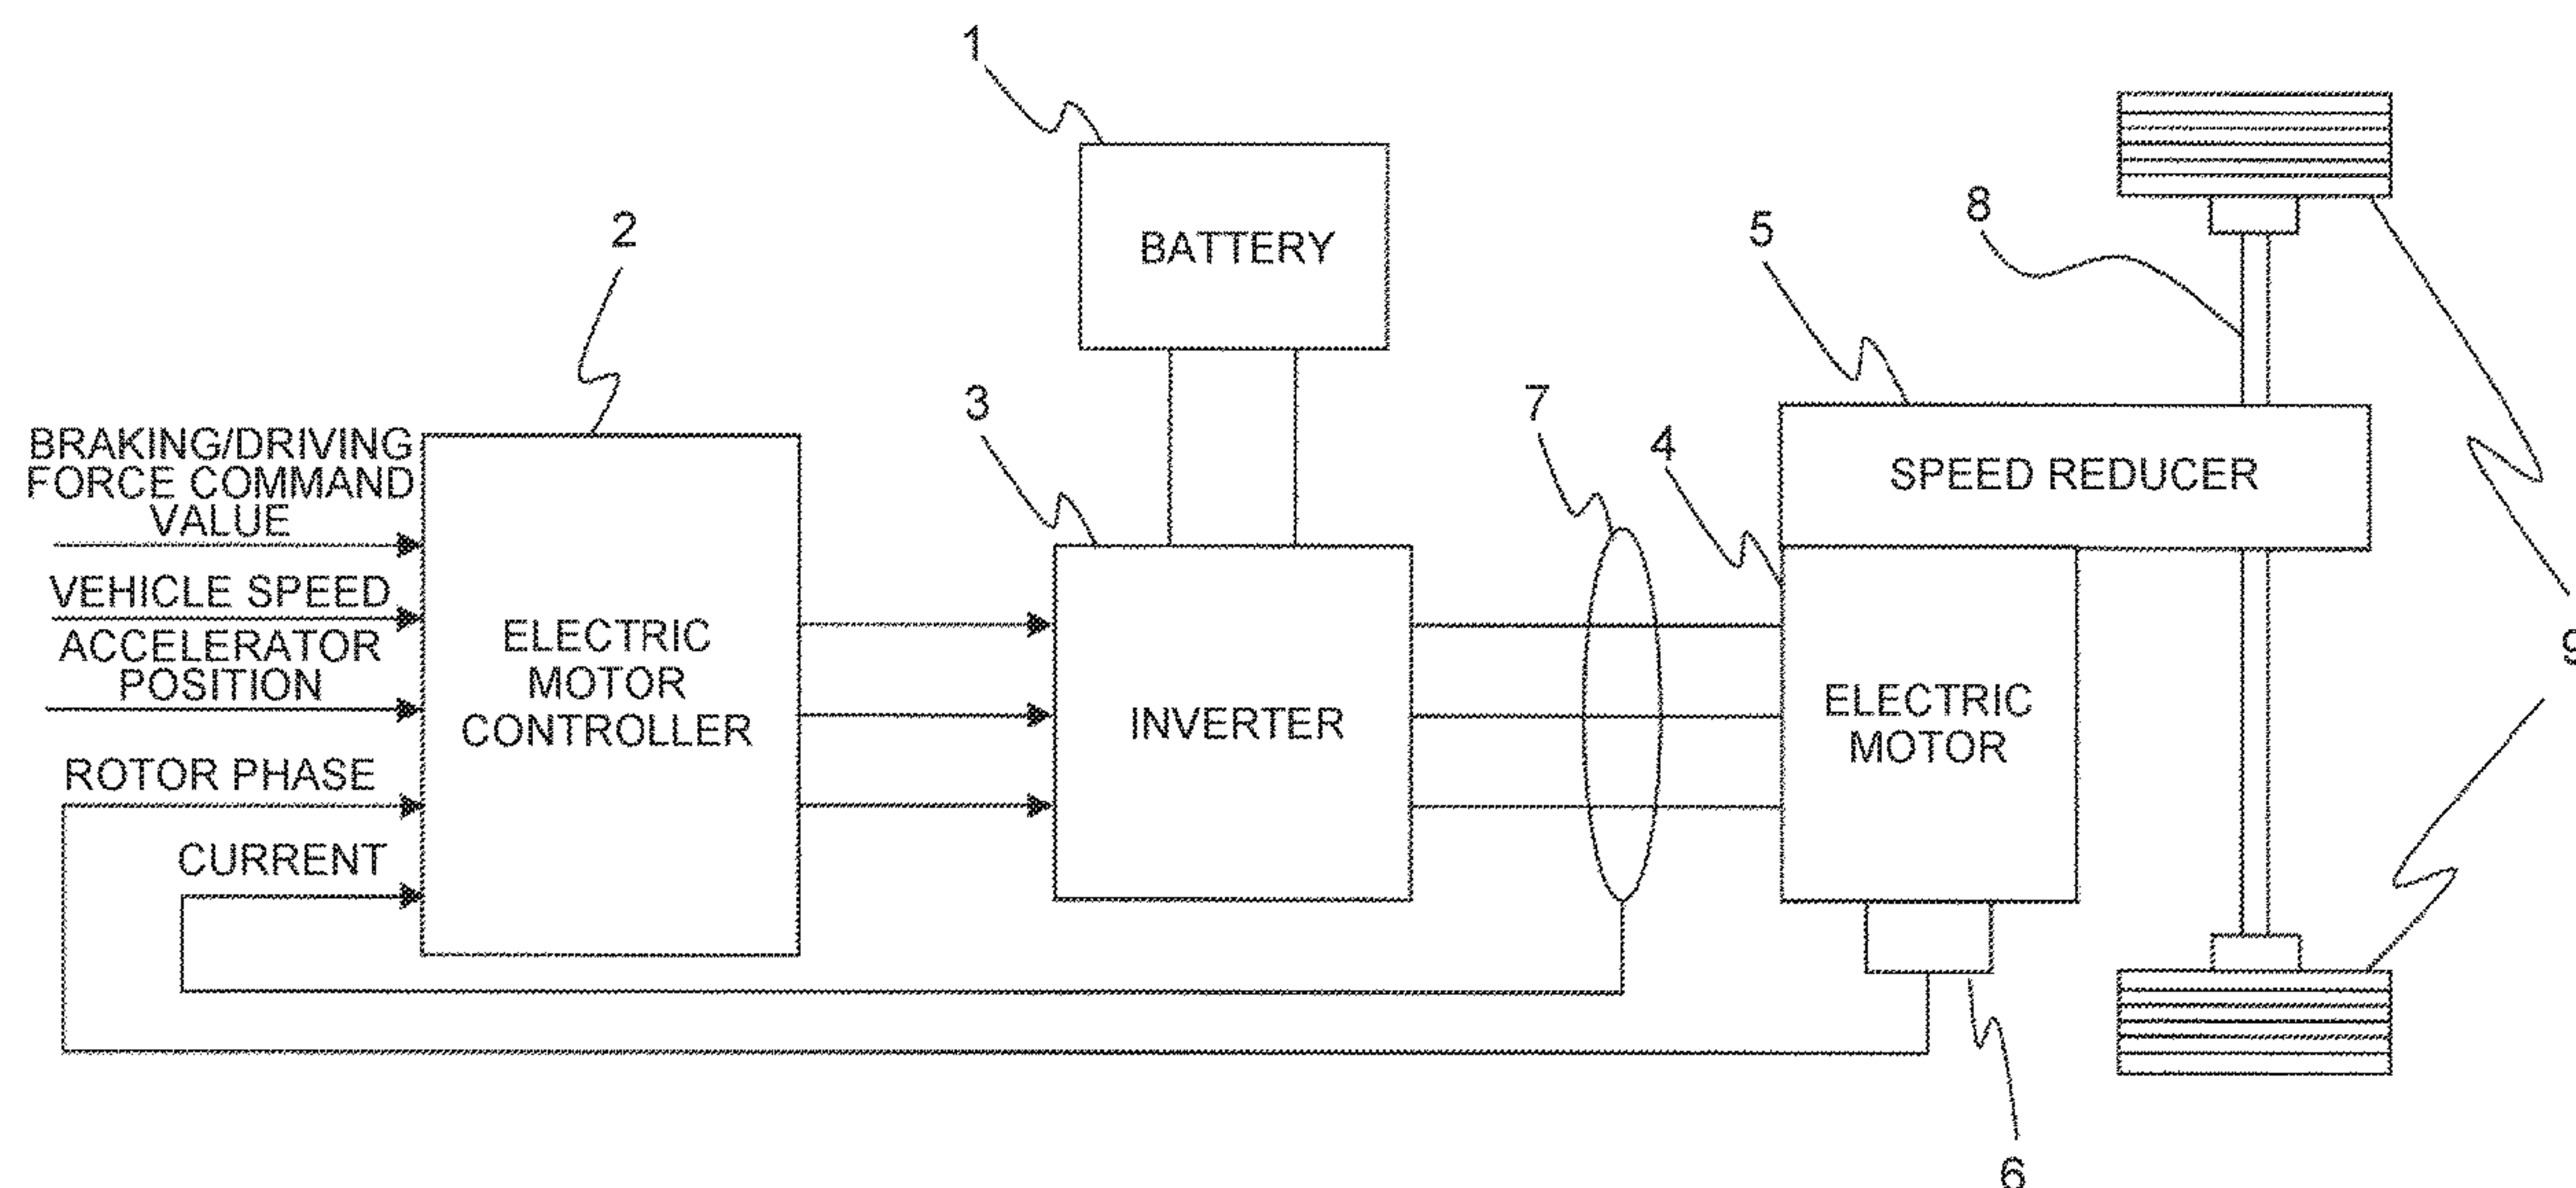 1
BATTERY
2
3
BRAKING/DRIVING
FORCE COMMAND
VALUE
VEHICLE SPEED
ACCELERATOR
POSITION
ROTOR PHASE
CURRENT
ELECTRIC
MOTOR
CONTROLLER
INVERTER
7
4
5
8
SPEED REDUCER
ELECTRIC
MOTOR
9
6